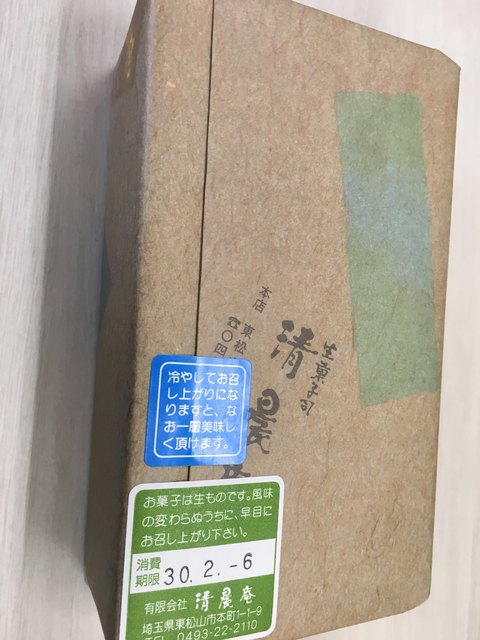 生菓子司
清晨庵
本店 東松
☎〇四
冷やしてお召
し上がりにな
りますと、な
お一層美味し
く頂けます。
お菓子は生ものです。風味
の変わらぬうちに、早目に
お召し上がり下さい。
消費
期限 30.2.-6
有限会社 清晨庵
埼玉県東松山市本町1-1-9
TEL 0493-22-2110